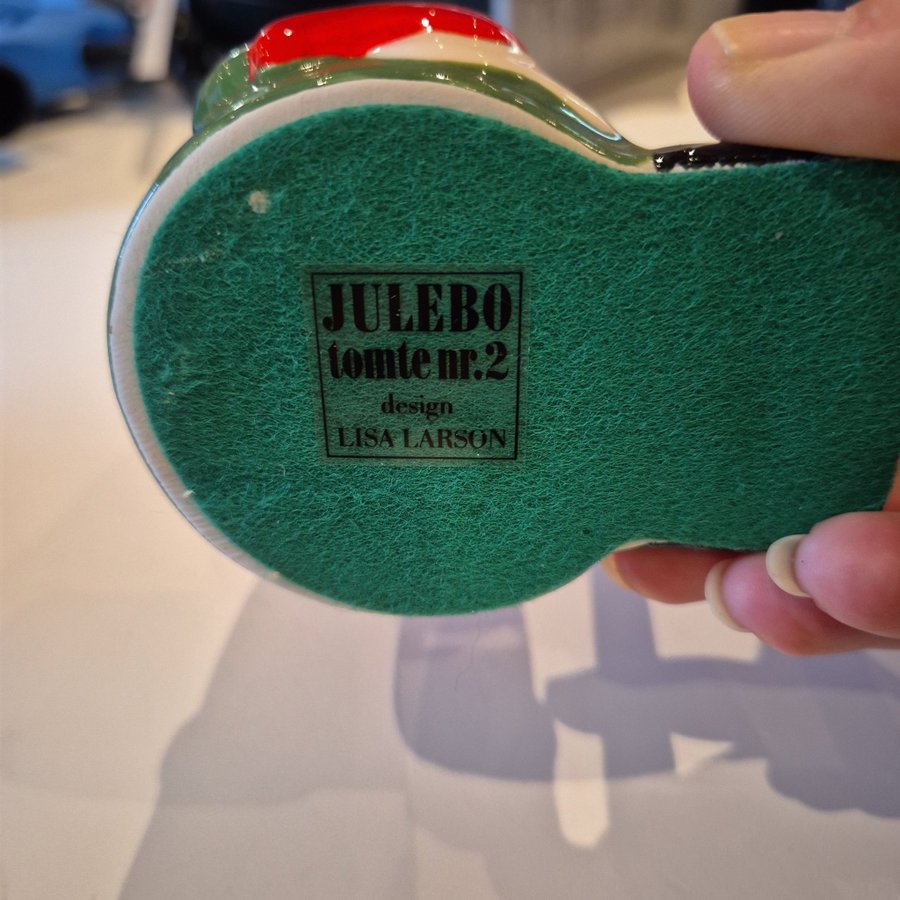 JULEBO
tomte nr.2
design
LISA LARSON